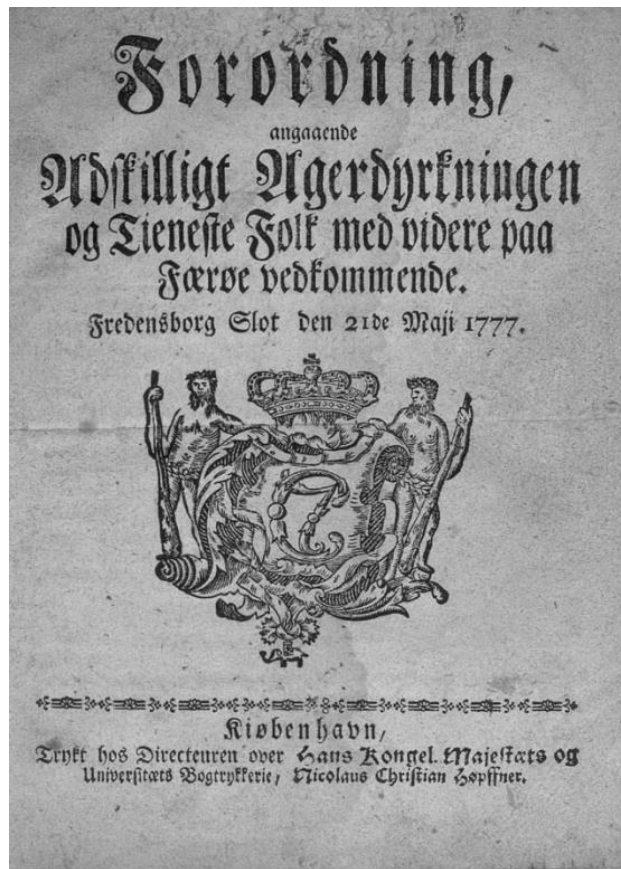 Forordning,
angaaende
Adskilligt Agerdyrkningen
og Tieneste Folk med videre paa
Færøe vedkommende.
Fredensborg Slot den 21de Maji 1777.
C7
Kiøbenhavn,
Trykt hos Directeuren over Hans Kongel. Majestæts og
Universitæts Bogtrykkerie, Nicolaus Christian Høpffner.